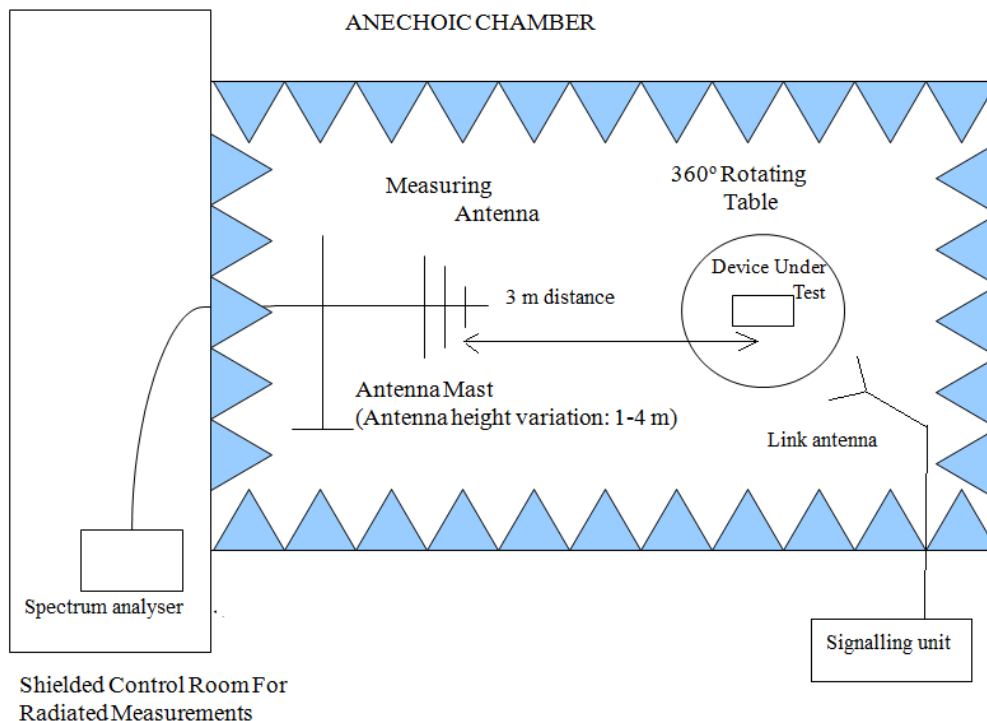 ANECHOIC CHAMBER
Measuring
Antenna
360º Rotating
Table
Device Under
Test
3 m distance
Antenna Mast
(Antenna height variation: 1-4 m)
Link antenna
Spectrum analyser
Signalling unit
Shielded Control Room For
Radiated Measurements